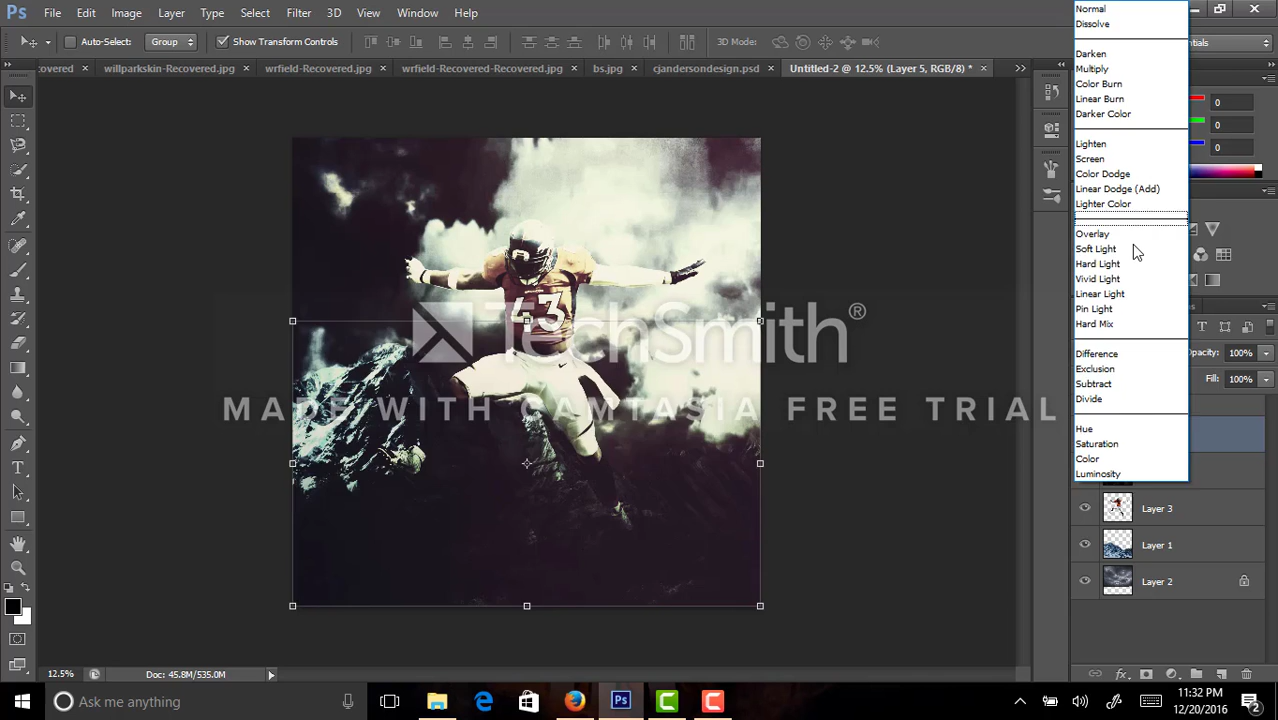 Ps File Edit Image Layer Type Select Filter 3D View Window Help
Auto-Select: Group Show Transform Controls 3D Mode:
covered × willparkskin-Recovered.jpg × wrfield-Recovered.jpg × wrfield-Recovered-Recovered.jpg × bs.jpg × cjandersondesign.psd × Untitled-2 @ 12.5% (Layer 5, RGB/8) * ×
Normal
Dissolve
Darken
Multiply
Color Burn
Linear Burn
Darker Color
Lighten
Screen
Color Dodge
Linear Dodge (Add)
Lighter Color
Overlay
Soft Light
Hard Light
Vivid Light
Linear Light
Pin Light
Hard Mix
Difference
Exclusion
Subtract
Divide
Hue
Saturation
Color
Luminosity
entials
0
0
0
Opacity: 100%
Fill: 100%
Layer 3
Layer 1
Layer 2
43
TechSmith®
MADE WITH CAMTASIA FREE TRIAL
12.5% Doc: 45.8M/535.0M
Ask me anything
11:32 PM
12/20/2016
2